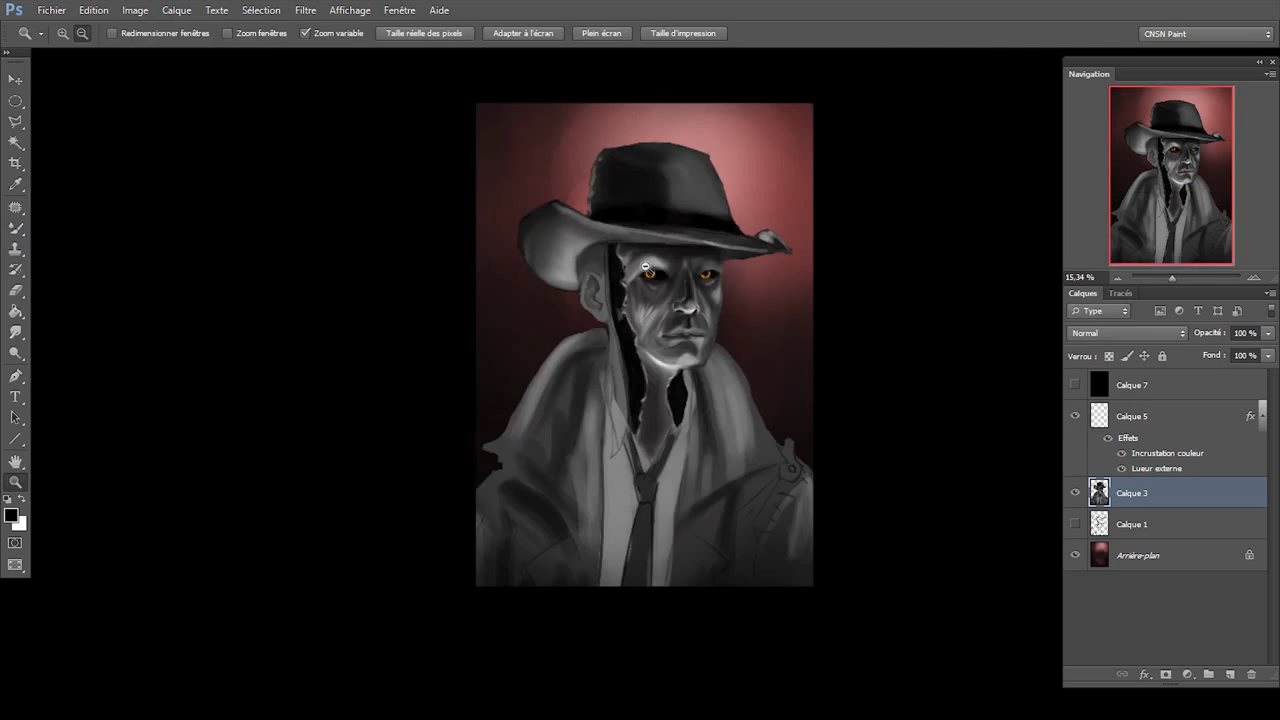 Ps Fichier Edition Image Calque Texte Sélection Filtre Affichage Fenêtre Aide
Redimensionner fenêtres Zoom fenêtres Zoom variable Taille réelle des pixels Adapter à l'écran Plein écran Taille d'impression CNSN Paint
Navigation
15,34 %
Calques Tracés
Type
Normal Opacité : 100 %
Verrou : Fond : 100 %
Calque 7
Calque 5 fx
Effets
Incrustation couleur
Lueur externe
Calque 3
Calque 1
Arrière-plan
fx